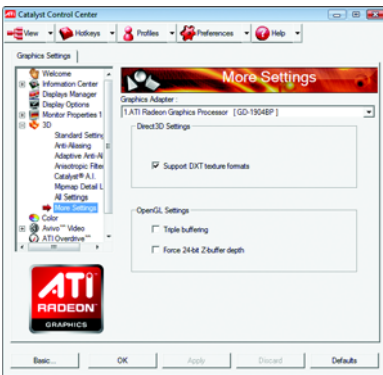 Catalyst Control Center
View Hotkeys Profiles Preferences Help
Graphics Settings
Welcome
Information Center
Displays Manager
Display Options
Monitor Properties 1
3D
Standard Setting
Anti-Aliasing
Adaptive Anti-Al
Anisotropic Filter
Catalyst® A.I.
Mipmap Detail L
All Settings
More Settings
Color
Avivo™ Video
ATI Overdrive™
More Settings
Graphics Adapter :
1.ATI Radeon Graphics Processor [ GD-1904BP ]
Direct3D Settings
Support DXT texture formats
OpenGL Settings
Triple buffering
Force 24-bit Z-buffer depth
ATI
RADEON
GRAPHICS
Basic... OK Apply Discard Defaults